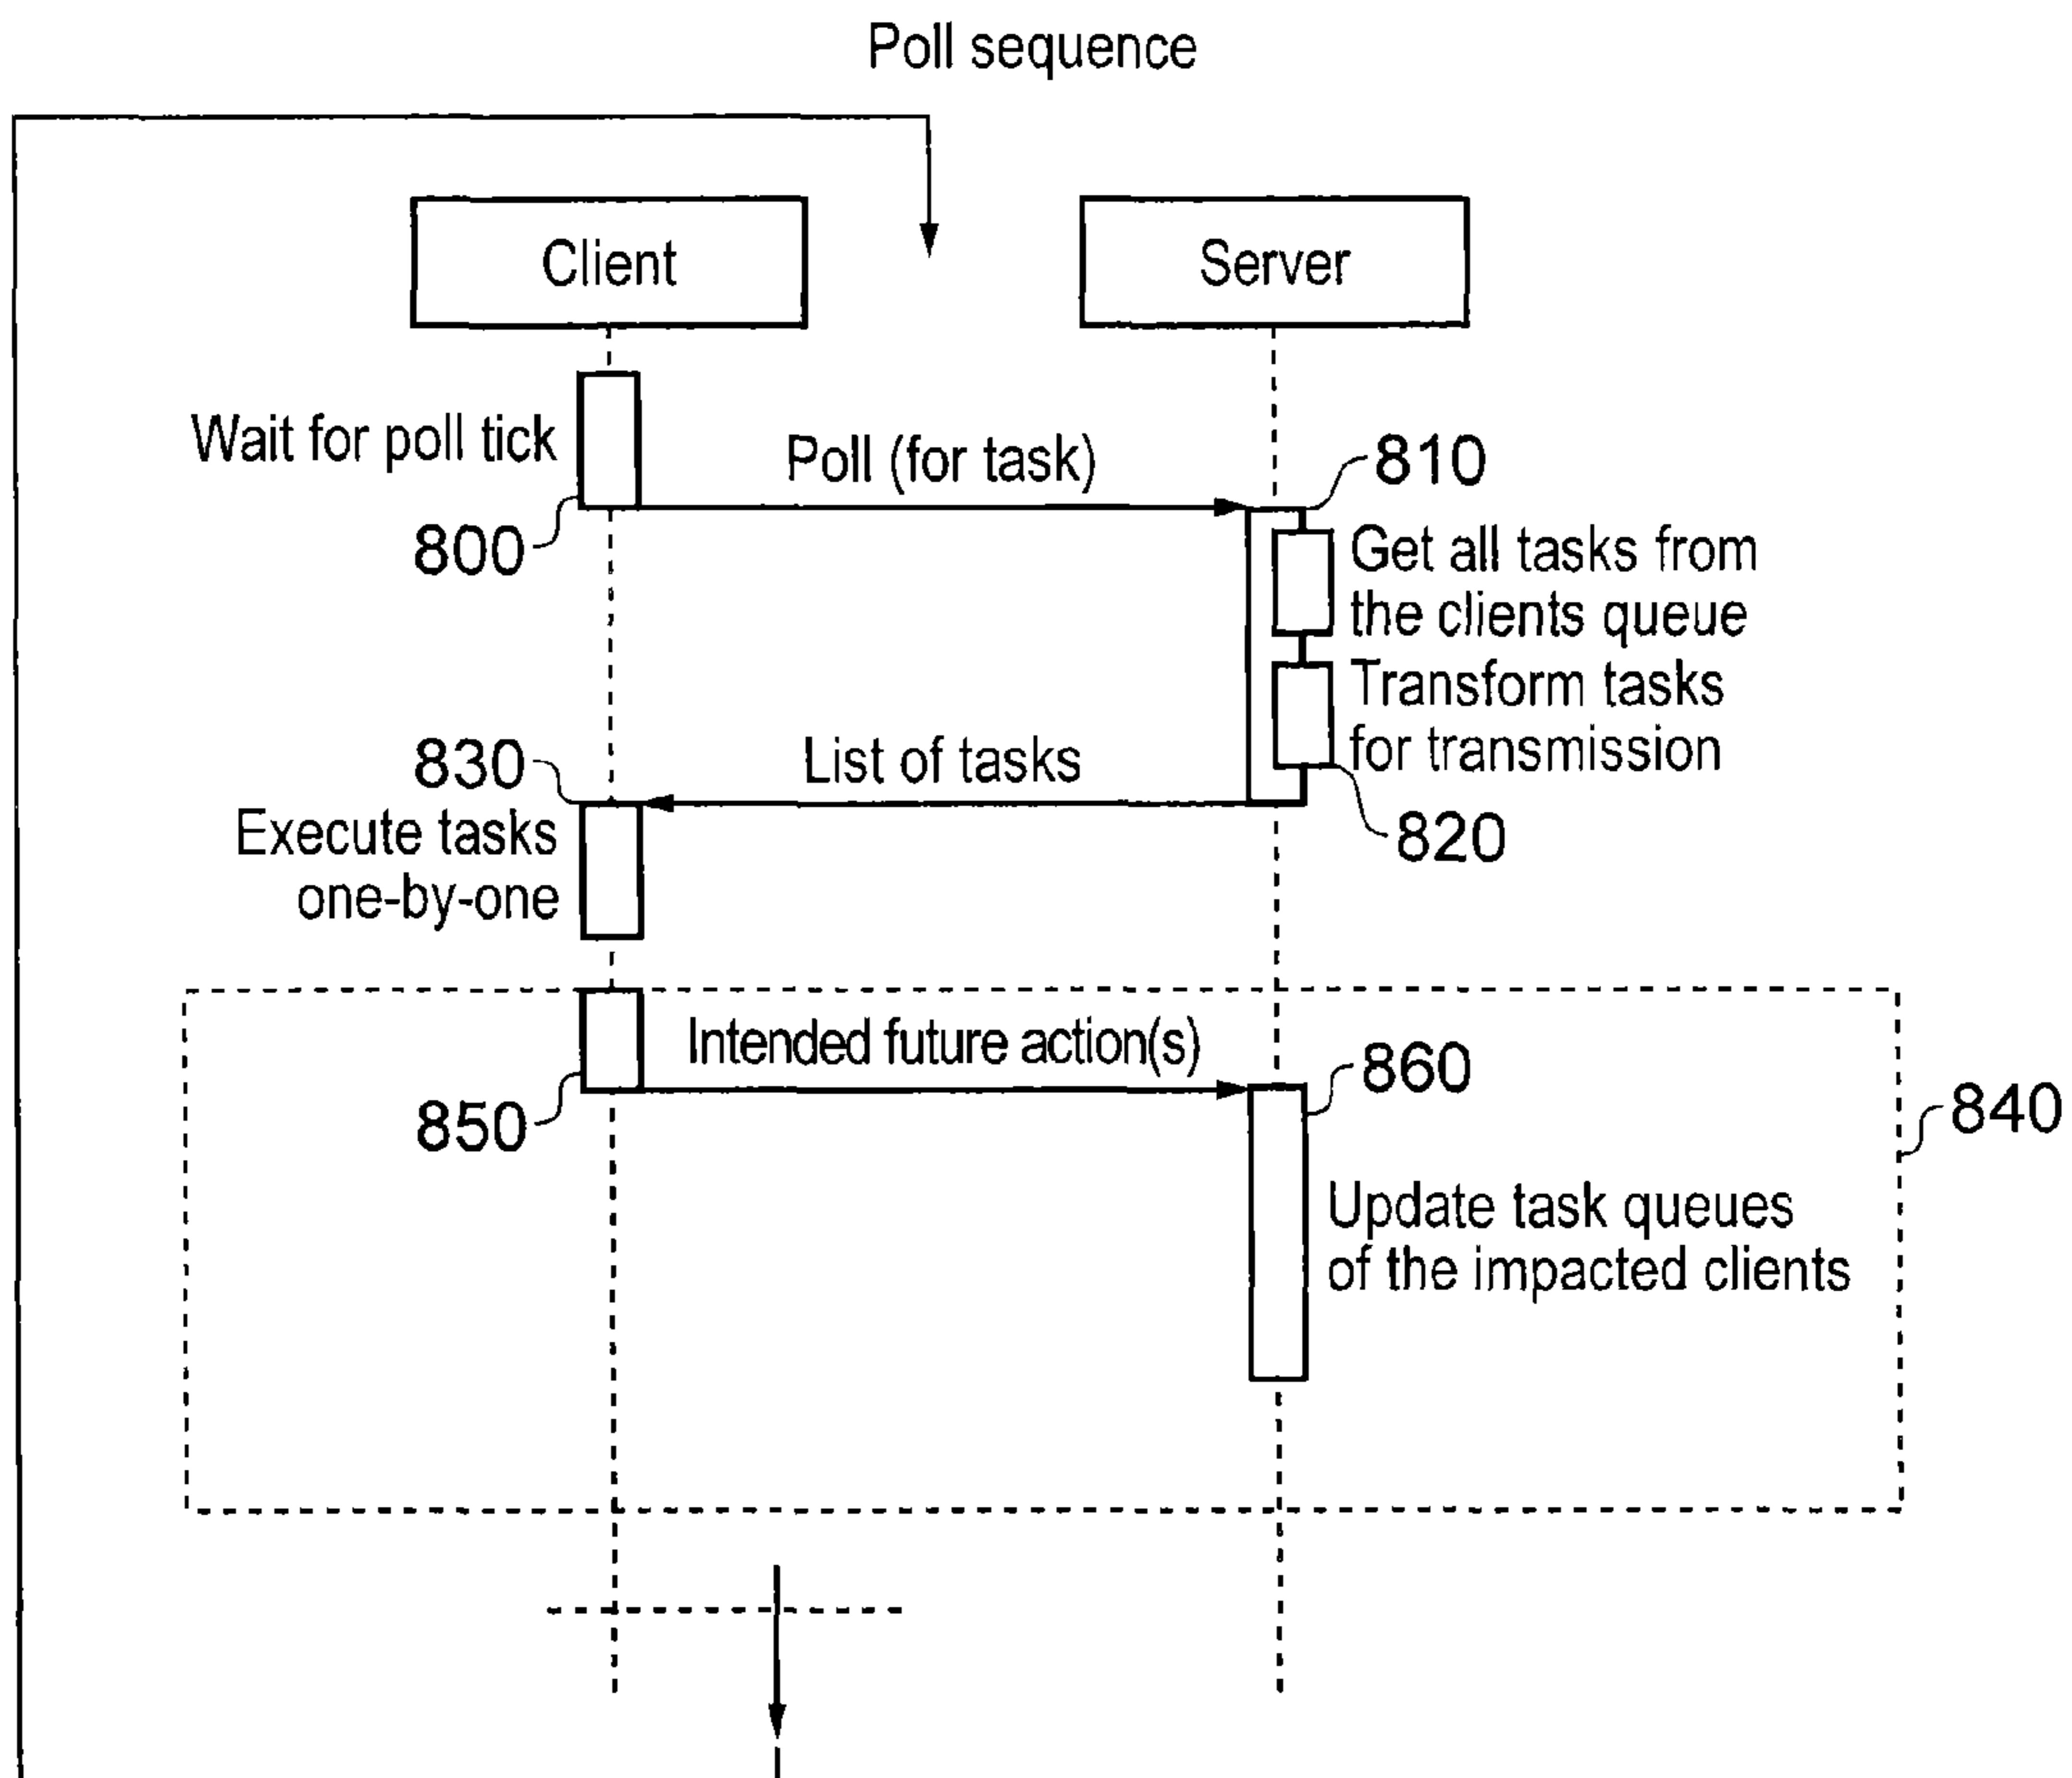 Poll sequence
Client
Server
Wait for poll tick
Poll (for task)
810
800
Get all tasks from
the clients queue
Transform tasks
for transmission
830
List of tasks
820
Execute tasks
one-by-one
Intended future action(s)
860
850
840
Update task queues
of the impacted clients